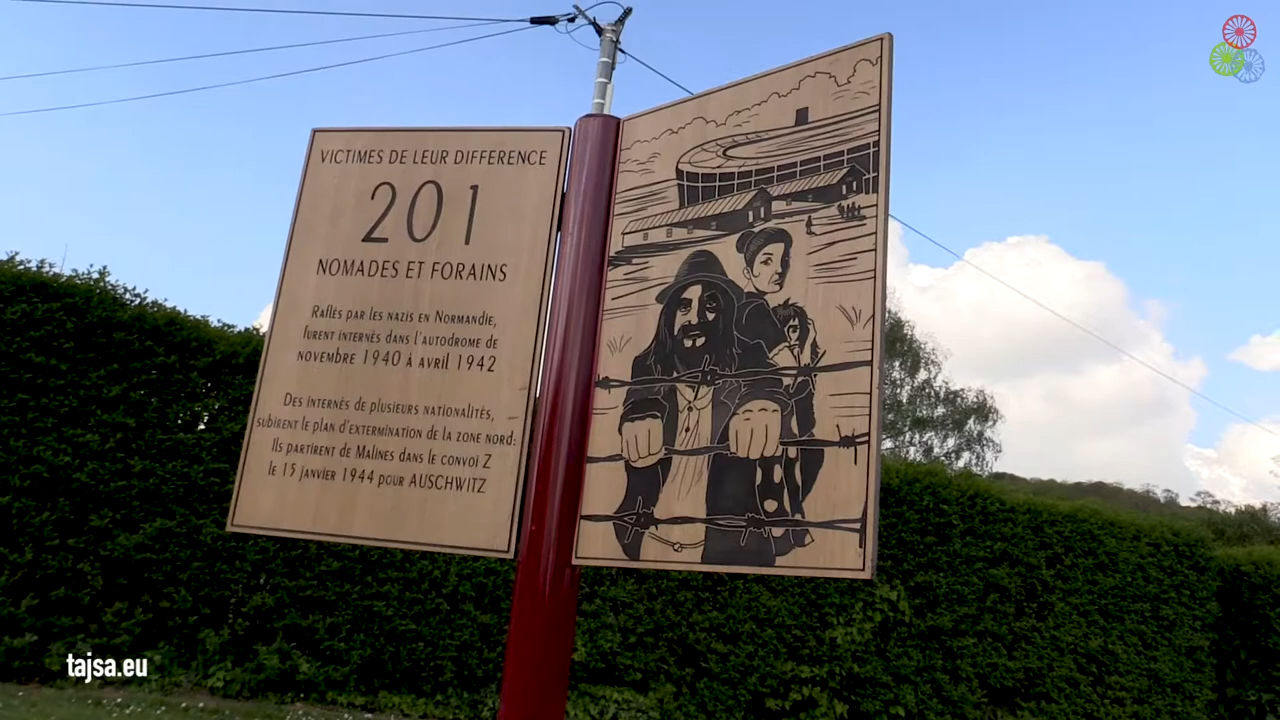 VICTIMES DE LEUR DIFFERENCE
201
NOMADES ET FORAINS
Raflés par les nazis en Normandie,
furent internés dans l'autodrome de
novembre 1940 à avril 1942
Des internés de plusieurs nationalités,
subirent le plan d'extermination de la zone nord:
Ils partirent de Malines dans le convoi Z
le 15 janvier 1944 pour AUSCHWITZ
tajsa.eu